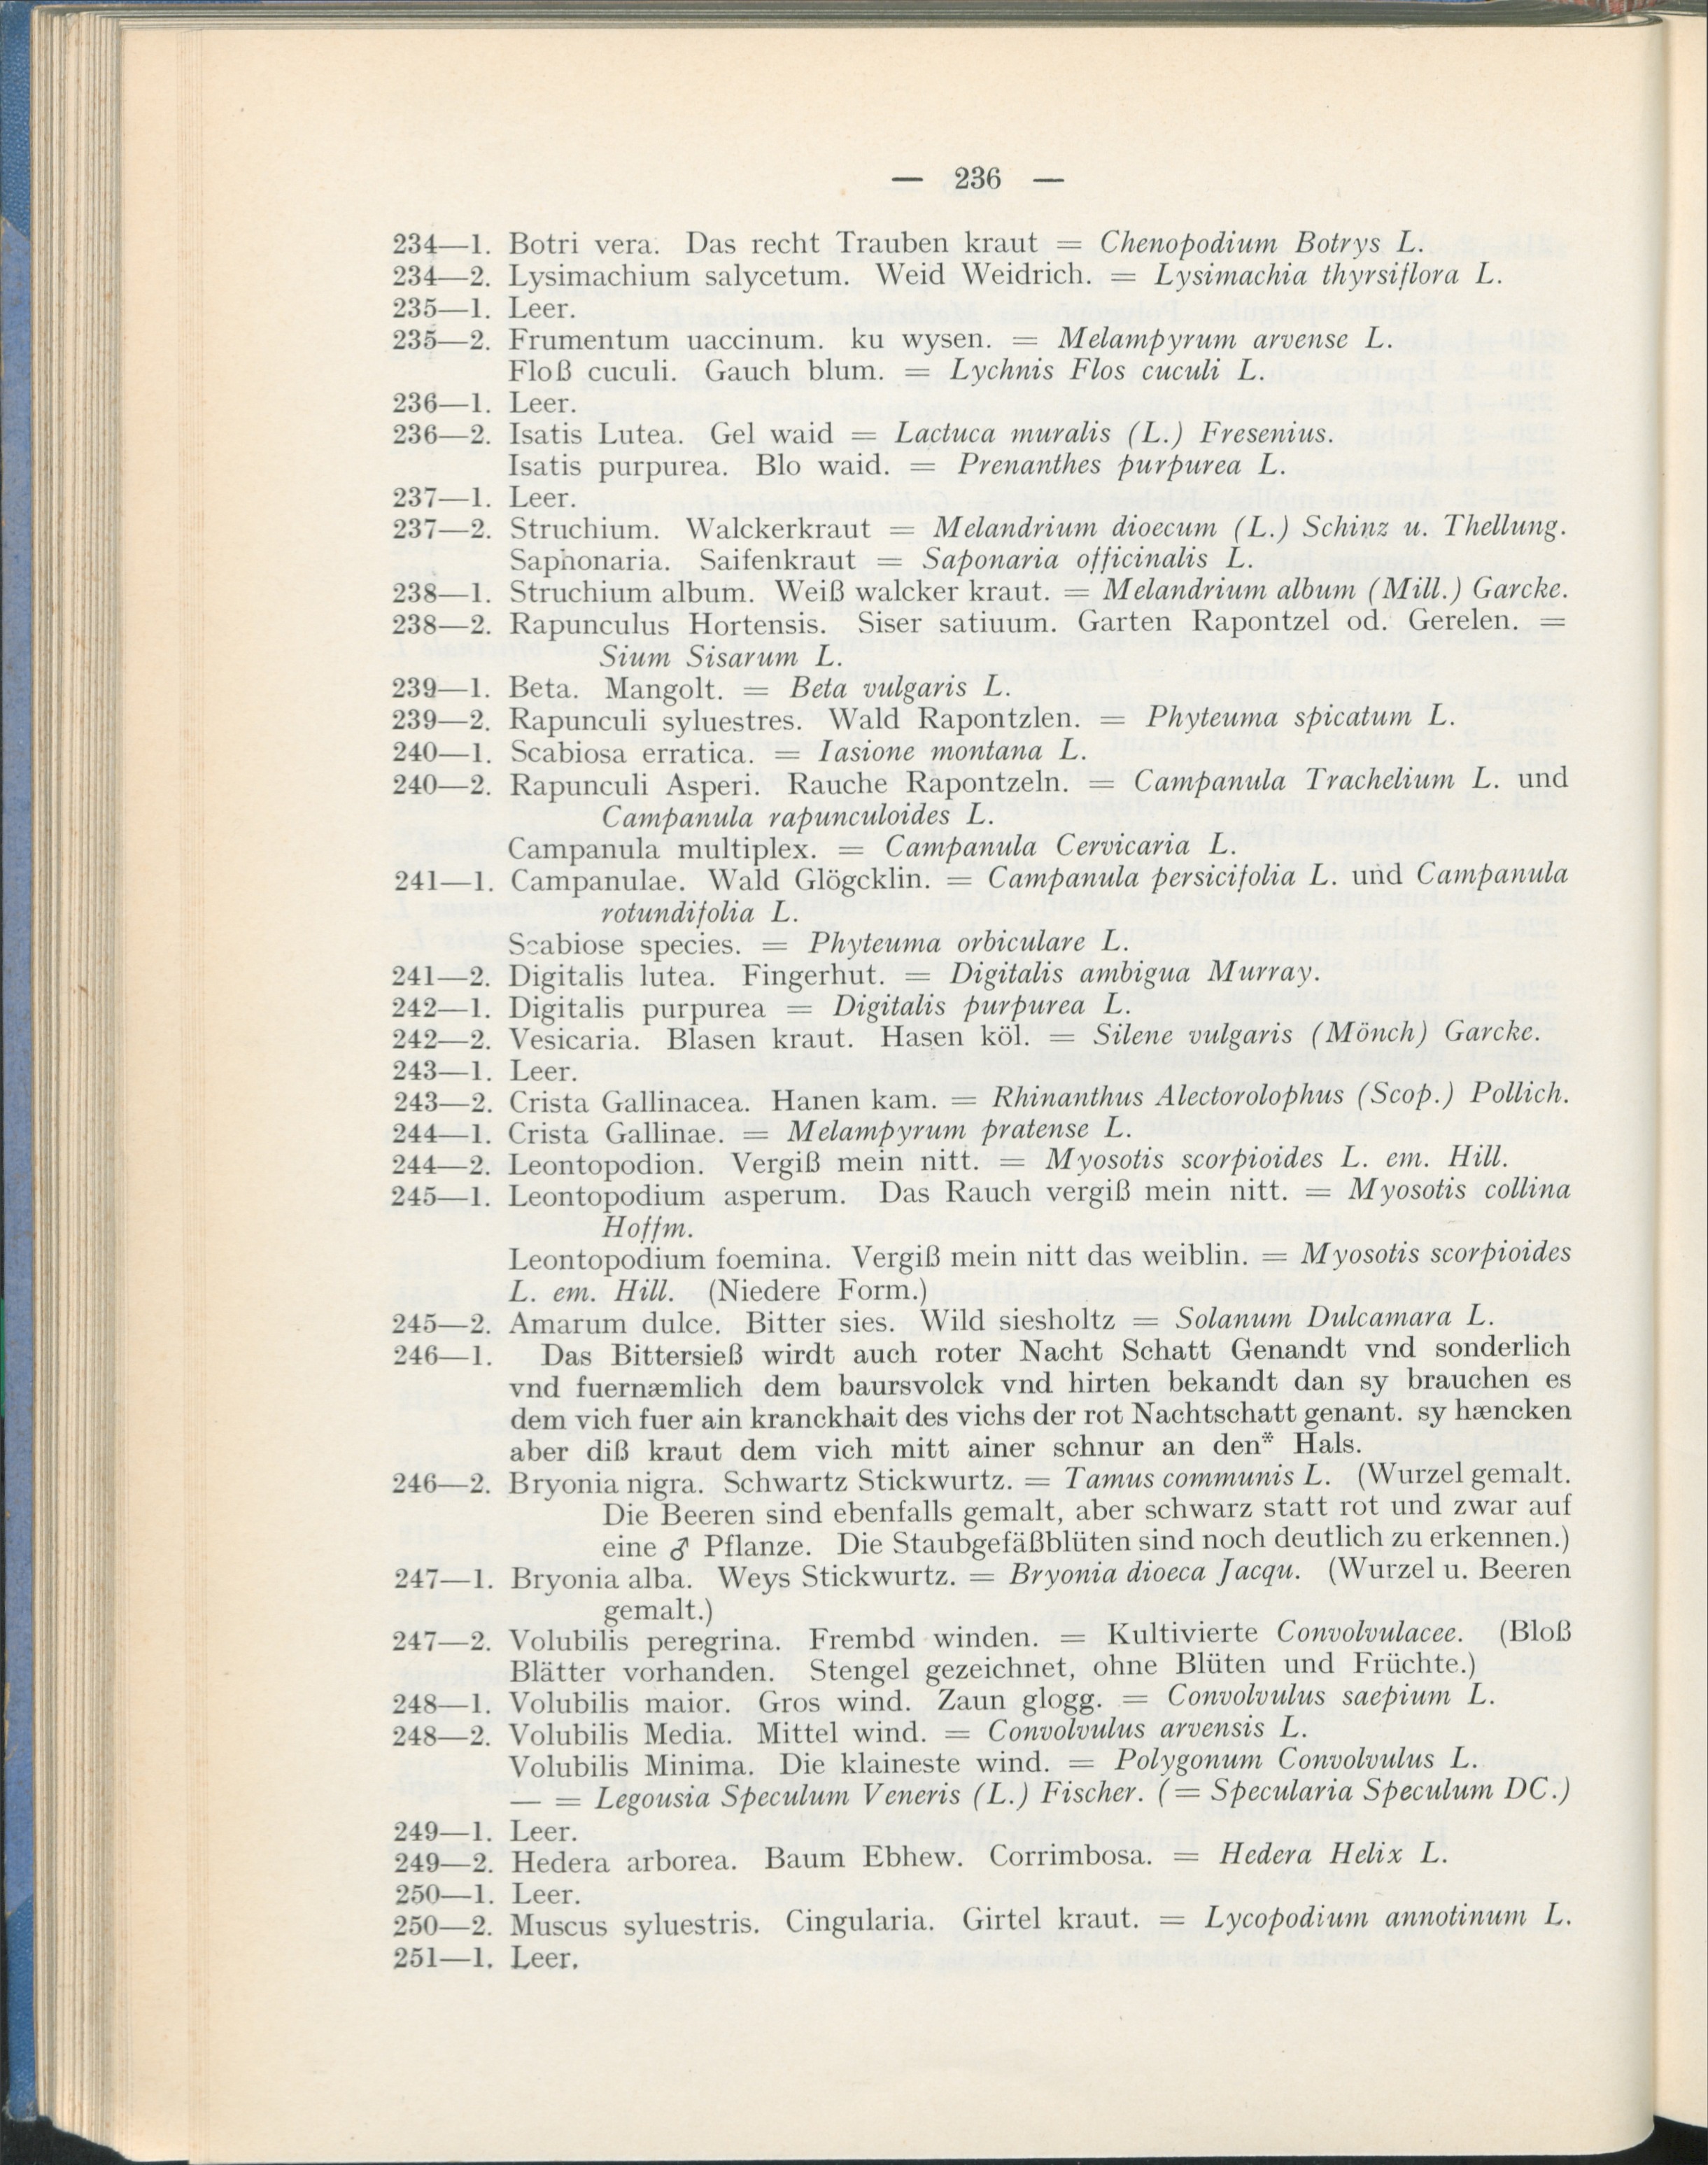 — 236 —
234—1. Botri vera. Das recht Trauben kraut = Chenopodium Botrys L.
234—2. Lysimachium salycetum. Weid Weidrich. = Lysimachia thyrsiflora L.
235—1. Leer.
235—2. Frumentum uaccinum. ku wysen. = Melampyrum arvense L.
Floß cuculi. Gauch blum. = Lychnis Flos cuculi L.
236—1. Leer.
236—2. Isatis Lutea. Gel waid = Lactuca muralis (L.) Fresenius.
Isatis purpurea. Blo waid. = Prenanthes purpurea L.
237—1. Leer.
237—2. Struchium. Walckerkraut = Melandrium dioecum (L.) Schinz u. Thellung.
Saphonaria. Saifenkraut = Saponaria officinalis L.
238—1. Struchium album. Weiß walcker kraut. = Melandrium album (Mill.) Garcke.
238—2. Rapunculus Hortensis. Siser satiuum. Garten Rapontzel od. Gerelen. =
Sium Sisarum L.
239—1. Beta. Mangolt. = Beta vulgaris L.
239—2. Rapunculi syluestres. Wald Rapontzlen. = Phyteuma spicatum L.
240—1. Scabiosa erratica. = Iasione montana L.
240—2. Rapunculi Asperi. Rauche Rapontzeln. = Campanula Trachelium L. und
Campanula rapunculoides L.
Campanula multiplex. = Campanula Cervicaria L.
241—1. Campanulae. Wald Glögcklin. = Campanula persicifolia L. und Campanula
rotundifolia L.
Scabiose species. = Phyteuma orbiculare L.
241—2. Digitalis lutea. Fingerhut. = Digitalis ambigua Murray.
242—1. Digitalis purpurea = Digitalis purpurea L.
242—2. Vesicaria. Blasen kraut. Hasen köl. = Silene vulgaris (Mönch) Garcke.
243—1. Leer.
243—2. Crista Gallinacea. Hanen kam. = Rhinanthus Alectorolophus (Scop.) Pollich.
244—1. Crista Gallinae. = Melampyrum pratense L.
244—2. Leontopodion. Vergiß mein nitt. = Myosotis scorpioides L. em. Hill.
245—1. Leontopodium asperum. Das Rauch vergiß mein nitt. = Myosotis collina
Hoffm.
Leontopodium foemina. Vergiß mein nitt das weiblin. = Myosotis scorpioides
L. em. Hill. (Niedere Form.)
245—2. Amarum dulce. Bitter sies. Wild siesholtz = Solanum Dulcamara L.
246—1. Das Bittersieß wirdt auch roter Nacht Schatt Genandt vnd sonderlich
vnd fuernæmlich dem baursvolck vnd hirten bekandt dan sy brauchen es
dem vich fuer ain kranckhait des vichs der rot Nachtschatt genant. sy hæncken
aber diß kraut dem vich mitt ainer schnur an den* Hals.
246—2. Bryonia nigra. Schwartz Stickwurtz. = Tamus communis L. (Wurzel gemalt.
Die Beeren sind ebenfalls gemalt, aber schwarz statt rot und zwar auf
eine ♂ Pflanze. Die Staubgefäßblüten sind noch deutlich zu erkennen.)
247—1. Bryonia alba. Weys Stickwurtz. = Bryonia dioeca Jacqu. (Wurzel u. Beeren
gemalt.)
247—2. Volubilis peregrina. Frembd winden. = Kultivierte Convolvulacee. (Bloß
Blätter vorhanden. Stengel gezeichnet, ohne Blüten und Früchte.)
248—1. Volubilis maior. Gros wind. Zaun glogg. = Convolvulus saepium L.
248—2. Volubilis Media. Mittel wind. = Convolvulus arvensis L.
Volubilis Minima. Die klaineste wind. = Polygonum Convolvulus L.
— = Legousia Speculum Veneris (L.) Fischer. (= Specularia Speculum DC.)
249—1. Leer.
249—2. Hedera arborea. Baum Ebhew. Corrimbosa. = Hedera Helix L.
250—1. Leer.
250—2. Muscus syluestris. Cingularia. Girtel kraut. = Lycopodium annotinum L.
251—1. Leer.